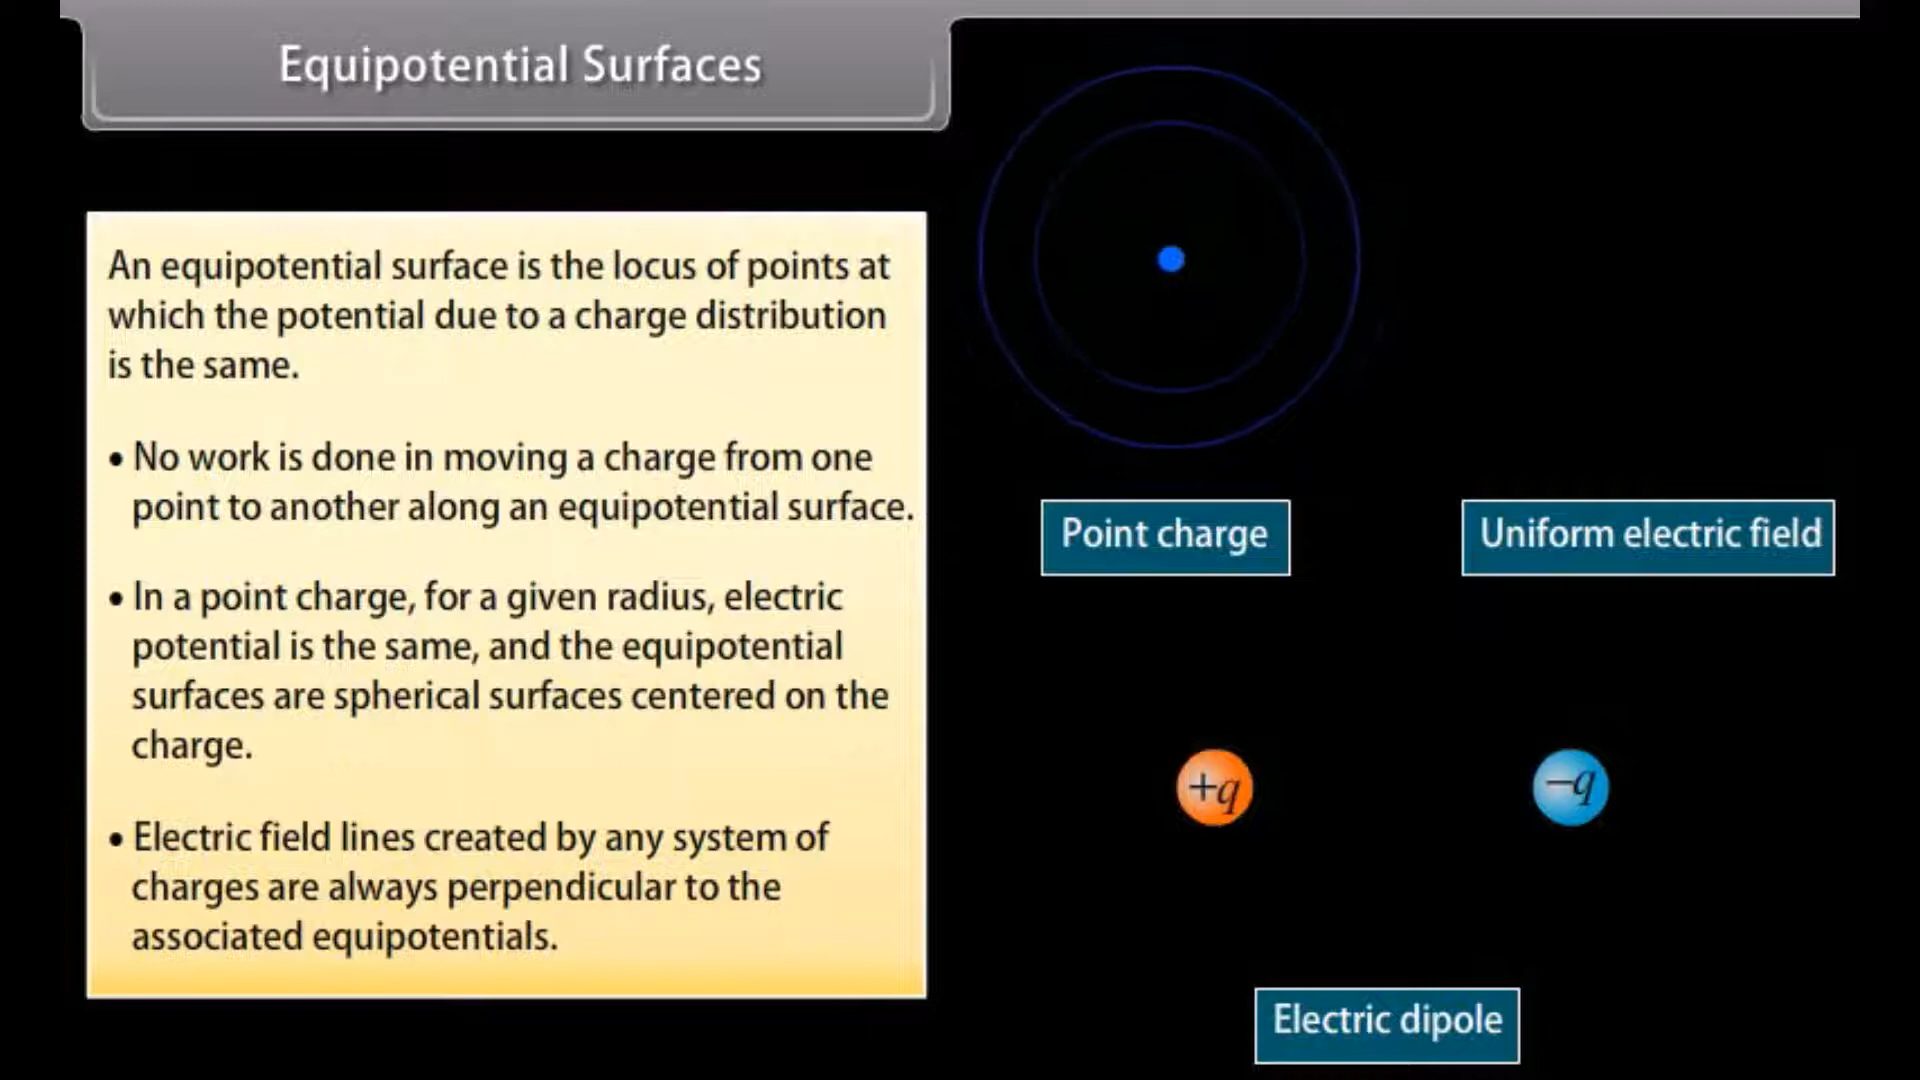 Equipotential Surfaces
An equipotential surface is the locus of points at
which the potential due to a charge distribution
is the same.
• No work is done in moving a charge from one
point to another along an equipotential surface.
• In a point charge, for a given radius, electric
potential is the same, and the equipotential
surfaces are spherical surfaces centered on the
charge.
• Electric field lines created by any system of
charges are always perpendicular to the
associated equipotentials.
Point charge
Uniform electric field
+q
−q
Electric dipole